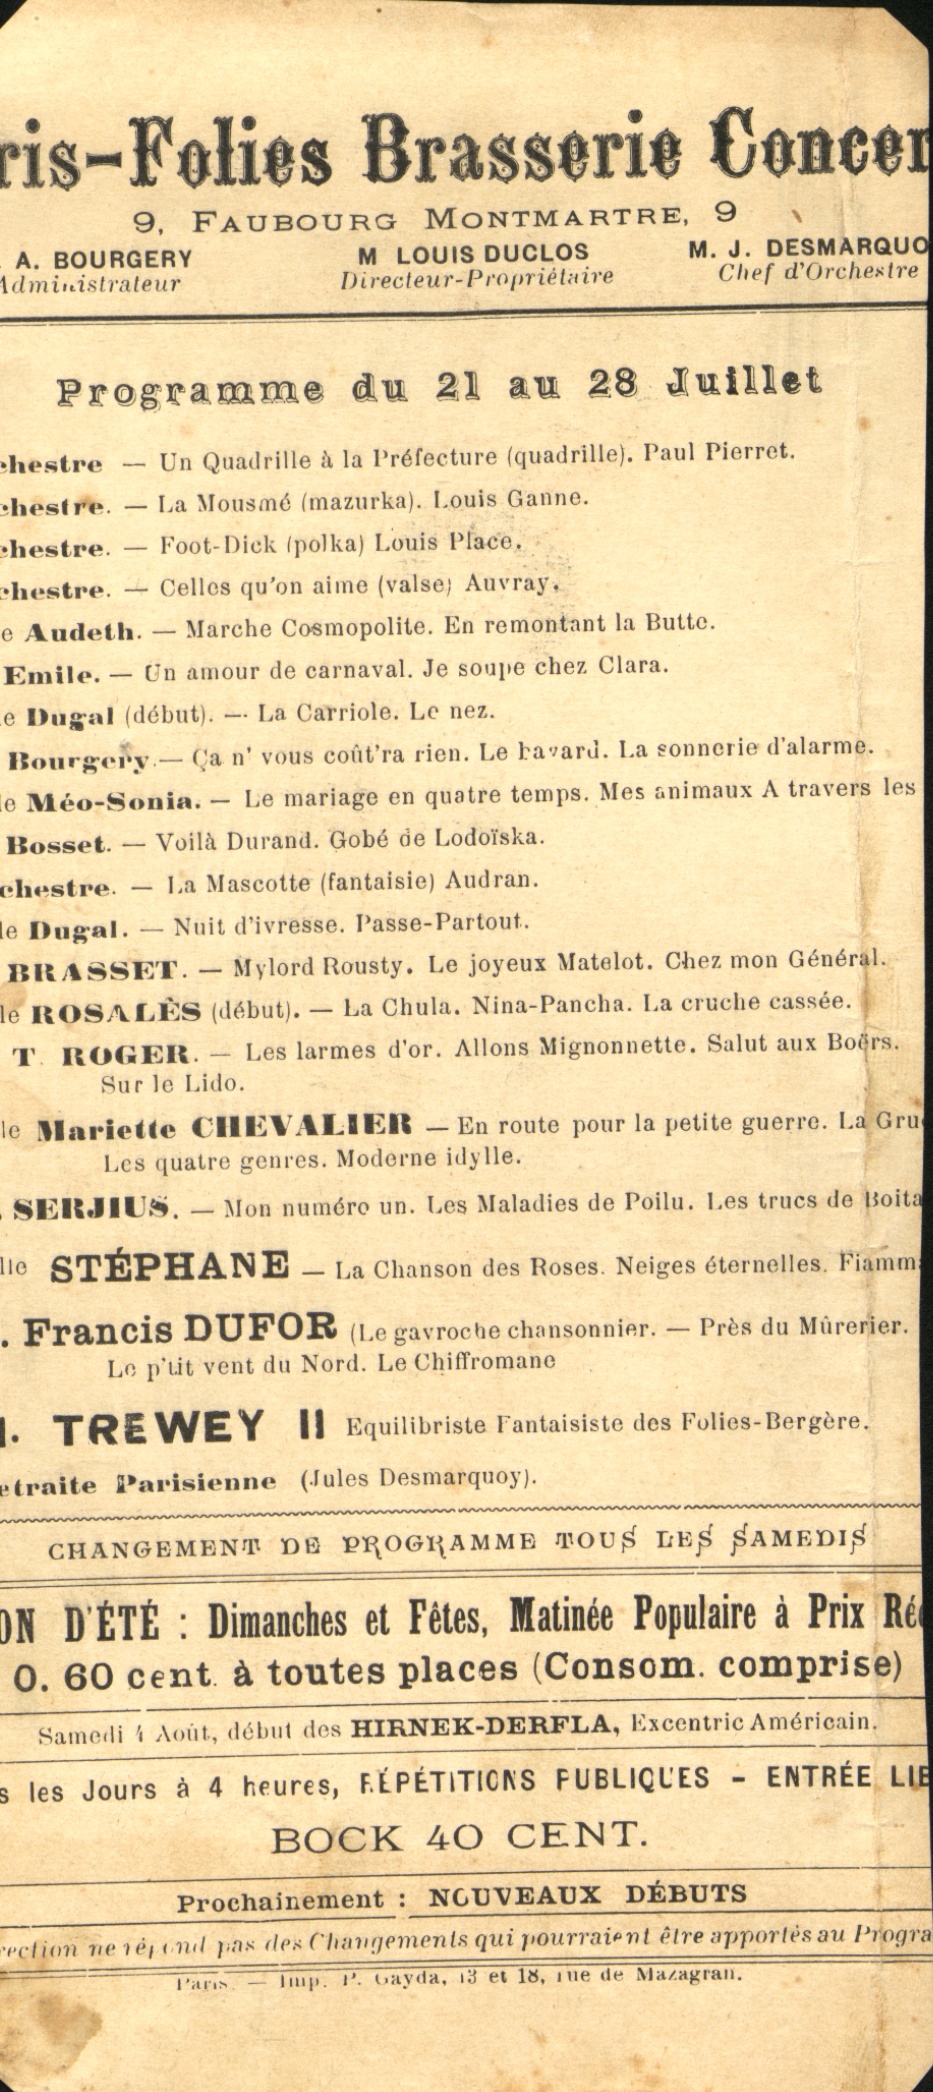 ris-Folies Brasserie Concer
9, FAUBOURG MONTMARTRE, 9
A. BOURGERY M LOUIS DUCLOS M. J. DESMARQUO
Administrateur Directeur-Propriétaire Chef d'Orchestre
Programme du 21 au 28 Juillet
chestre — Un Quadrille à la Préfecture (quadrille). Paul Pierret.
chestre. — La Mousmé (mazurka). Louis Ganne.
chestre. — Foot-Dick (polka) Louis Place.
chestre. — Celles qu'on aime (valse) Auvray.
e Audeth. — Marche Cosmopolite. En remontant la Butte.
Emile. — Un amour de carnaval. Je soupe chez Clara.
le Dugal (début). — La Carriole. Le nez.
Bourgery. — Ça n' vous coût'ra rien. Le bavard. La sonnerie d'alarme.
le Méo-Sonia. — Le mariage en quatre temps. Mes animaux A travers les
Bosset. — Voilà Durand. Gobé de Lodoïska.
chestre. — La Mascotte (fantaisie) Audran.
le Dugal. — Nuit d'ivresse. Passe-Partout.
BRASSET. — Mylord Rousty. Le joyeux Matelot. Chez mon Général.
le ROSALÈS (début). — La Chula. Nina-Pancha. La cruche cassée.
T. ROGER. — Les larmes d'or. Allons Mignonnette. Salut aux Boërs.
Sur le Lido.
le Mariette CHEVALIER — En route pour la petite guerre. La Gru
Les quatre genres. Moderne idylle.
. SERJIUS. — Mon numéro un. Les Maladies de Poilu. Les trucs de Boita
lle STÉPHANE — La Chanson des Roses. Neiges éternelles. Fiamm
. Francis DUFOR (Le gavroche chansonnier. — Près du Mûrerier.
Le p'tit vent du Nord. Le Chiffromane
. TREWEY II Equilibriste Fantaisiste des Folies-Bergère.
etraite Parisienne (Jules Desmarquoy).
CHANGEMENT DE PROGRAMME TOUS LES SAMEDIS
ON D'ÉTÉ : Dimanches et Fêtes, Matinée Populaire à Prix Ré
0. 60 cent. à toutes places (Consom. comprise)
Samedi 4 Août, début des HIRNEK-DERFLA, Excentric Américain.
s les Jours à 4 heures, RÉPÉTITIONS PUBLIQUES - ENTRÉE LIB
BOCK 40 CENT.
Prochainement : NOUVEAUX DÉBUTS
rection ne répond pas des Changements qui pourraient être apportés au Progra
Paris. — Imp. P. Gayda, 13 et 18, rue de Mazagran.